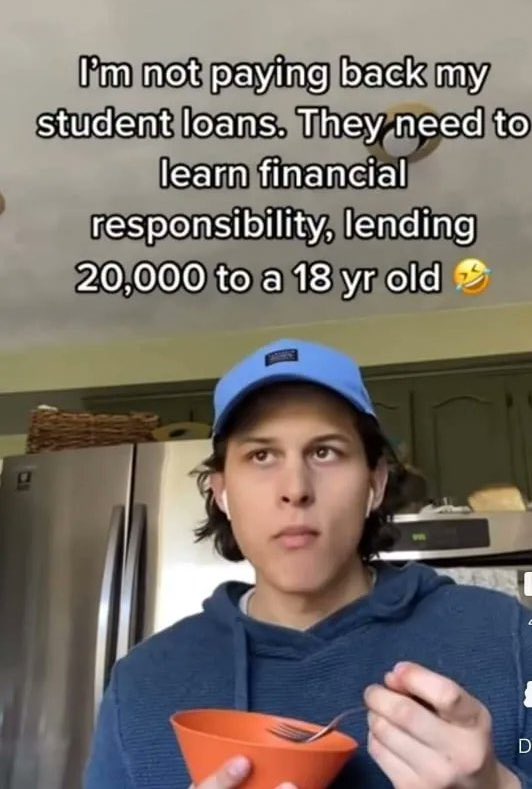 I'm not paying back my
student loans. They need to
learn financial
responsibility, lending
20,000 to a 18 yr old 🤣
D